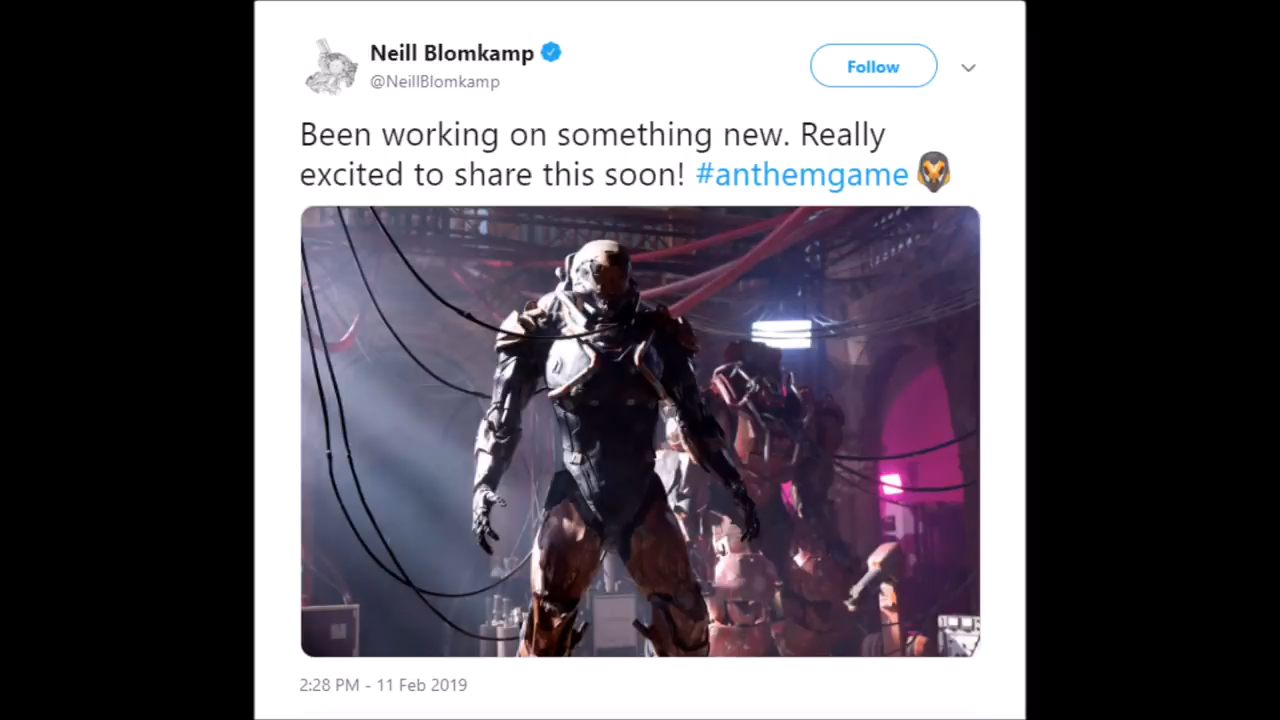 Neill Blomkamp
@NeillBlomkamp
Follow
Been working on something new. Really
excited to share this soon! #anthemgame
2:28 PM - 11 Feb 2019